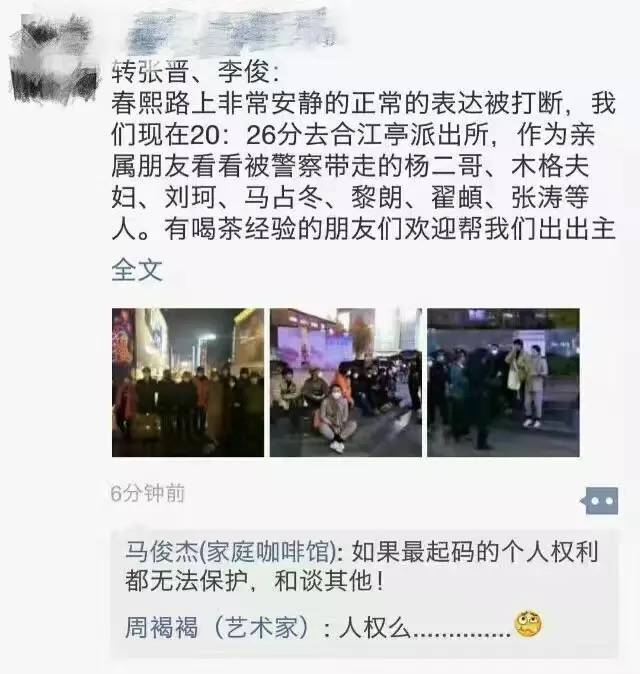 转张晋、李俊：
春熙路上非常安静的正常的表达被打断，我
们现在20：26分去合江亭派出所，作为亲
属朋友看看被警察带走的杨二哥、木格夫
妇、刘珂、马占冬、黎朗、翟頔、张涛等
人。有喝茶经验的朋友们欢迎帮我们出出主
全文
6分钟前
马俊杰(家庭咖啡馆): 如果最起码的个人权利
都无法保护，和谈其他！
周褐褐（艺术家）: 人权么..............